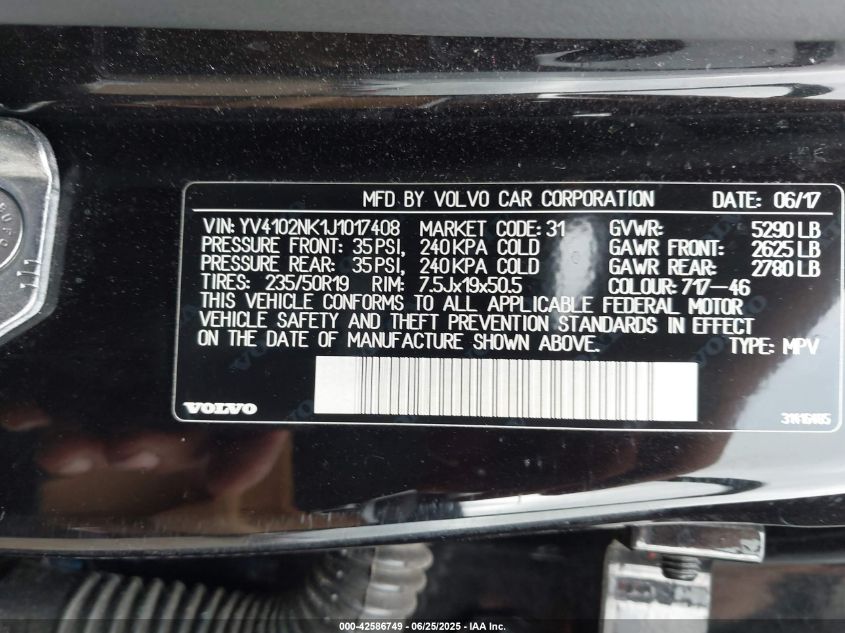 MFD BY VOLVO CAR CORPORATION DATE: 06/17
VIN: YV4102NK1J1017408 MARKET CODE: 31 GVWR: 5290 LB
PRESSURE FRONT: 35 PSI, 240 KPA COLD GAWR FRONT: 2625 LB
PRESSURE REAR: 35 PSI, 240 KPA COLD GAWR REAR: 2780 LB
TIRES: 235/50R19 RIM: 7.5Jx19x50.5 COLOUR: 717-46
THIS VEHICLE CONFORMS TO ALL APPLICABLE FEDERAL MOTOR
VEHICLE SAFETY AND THEFT PREVENTION STANDARDS IN EFFECT
ON THE DATE OF MANUFACTURE SHOWN ABOVE. TYPE: MPV
VOLVO
000-42586749 - 06/25/2025 - IAA Inc.